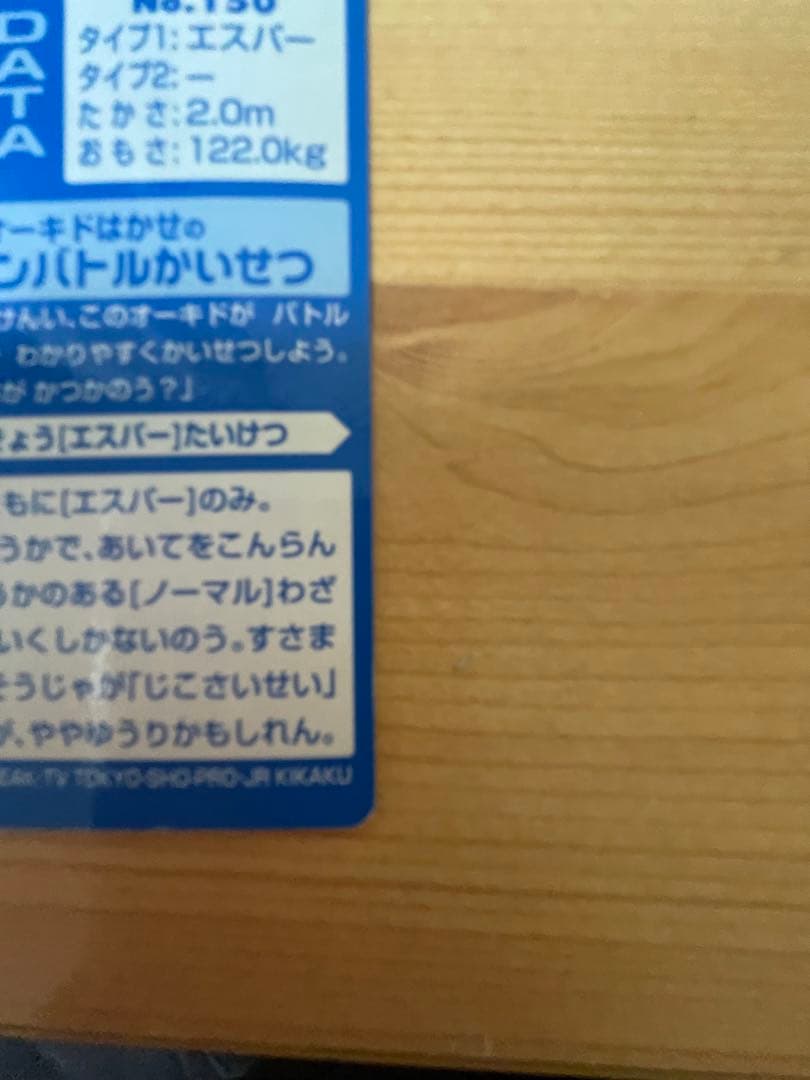 DATA
No.150
タイプ1:エスパー
タイプ2:ー
たかさ:2.0m
おもさ:122.0kg
オーキドはかせの
ンバトルかいせつ
けんい、このオーキドが バトル
わかりやすくかいせつしよう。
が かつかのう?」
きょう[エスパー]たいけつ
もに[エスパー]のみ。
うかで、あいてをこんらん
うかのある[ノーマル]わざ
いくしかないのう。すさま
そうじゃが「じこさいせい」
が、ややゆうりかもしれん。
TV TOKYO·SHO-PRO·JR KIKAKU